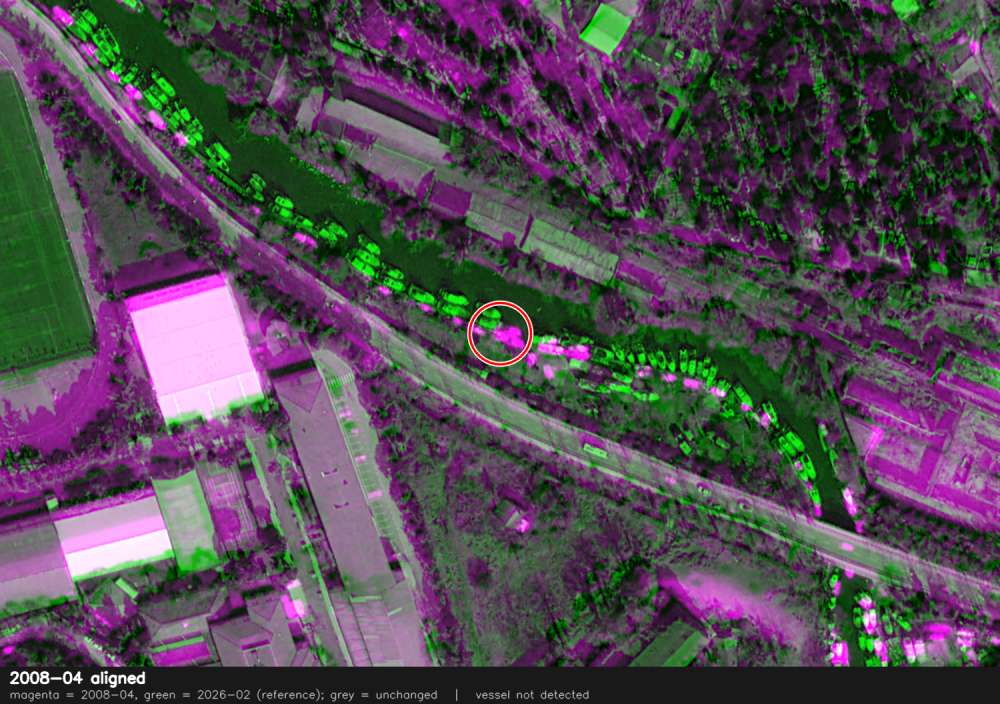 2008-04 aligned
magenta = 2008-04, green = 2026-02 (reference); grey = unchanged | vessel not detected